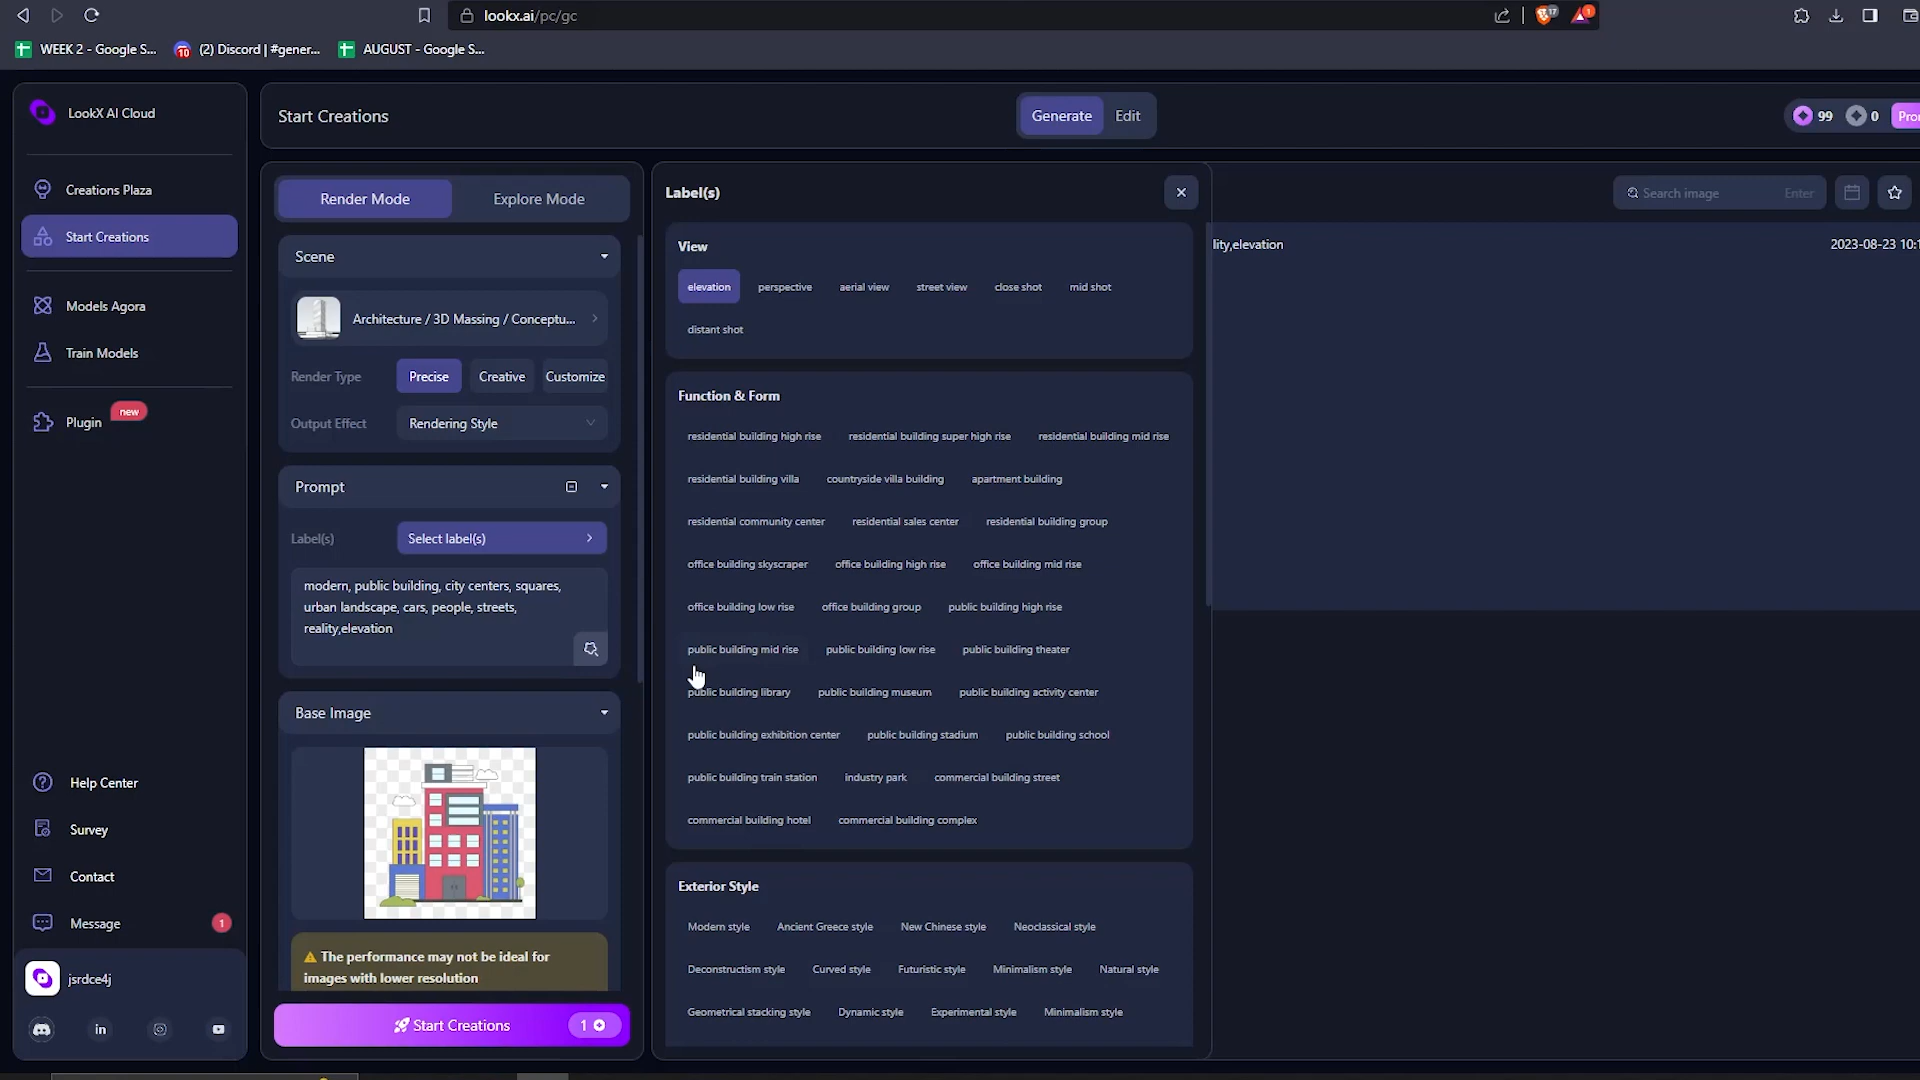 lookx.ai/pc/gc
17
1
WEEK 2 - Google S...
10
(2) Discord | #gener...
AUGUST - Google S...
LookX AI Cloud
Start Creations
Generate
Edit
99
0
Creations Plaza
Start Creations
Models Agora
Train Models
Plugin
new
Help Center
Survey
Contact
Message
1
jsrdce4j
in
Render Mode
Explore Mode
Scene
Architecture / 3D Massing / Conceptu...
Render Type
Precise
Creative
Customize
Output Effect
Rendering Style
Prompt
Label(s)
Select label(s)
modern, public building, city centers, squares,
urban landscape, cars, people, streets,
reality,elevation
Base Image
The performance may not be ideal for
images with lower resolution
Start Creations
1
Label(s)
View
elevation
perspective
aerial view
street view
close shot
mid shot
distant shot
Function & Form
residential building high rise
residential building super high rise
residential building mid rise
residential building villa
countryside villa building
apartment building
residential community center
residential sales center
residential building group
office building skyscraper
office building high rise
office building mid rise
office building low rise
office building group
public building high rise
public building mid rise
public building low rise
public building theater
public building library
public building museum
public building activity center
public building exhibition center
public building stadium
public building school
public building train station
industry park
commercial building street
commercial building hotel
commercial building complex
Exterior Style
Modern style
Ancient Greece style
New Chinese style
Neoclassical style
Deconstructism style
Curved style
Futuristic style
Minimalism style
Natural style
Geometrical stacking style
Dynamic style
Experimental style
Minimalism style
Search image
Enter
lity,elevation
2023-08-23 10:1